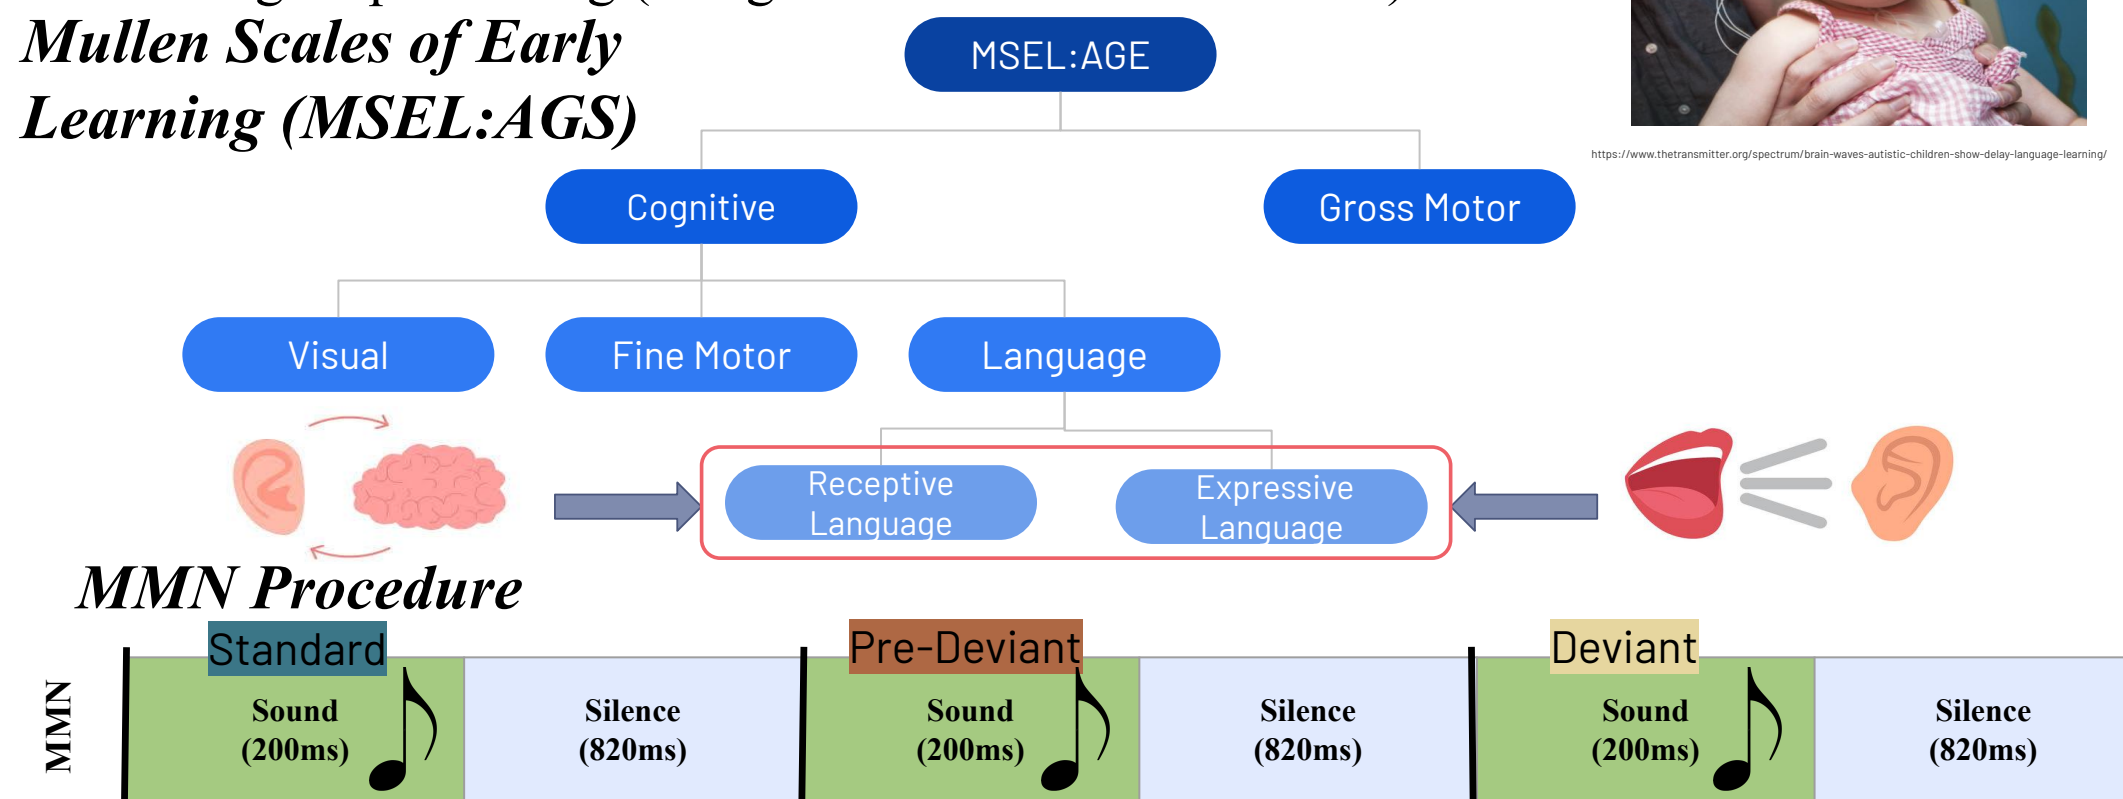 Mullen Scales of Early
Learning (MSEL:AGS)
MSEL:AGE
https://www.thetransmitter.org/spectrum/brain-waves-autistic-children-show-delay-language-learning/
Cognitive
Gross Motor
Visual
Fine Motor
Language
Receptive
Language
Expressive
Language
MMN Procedure
Standard
Pre-Deviant
Deviant
MMN
Sound
(200ms)
Silence
(820ms)
Sound
(200ms)
Silence
(820ms)
Sound
(200ms)
Silence
(820ms)